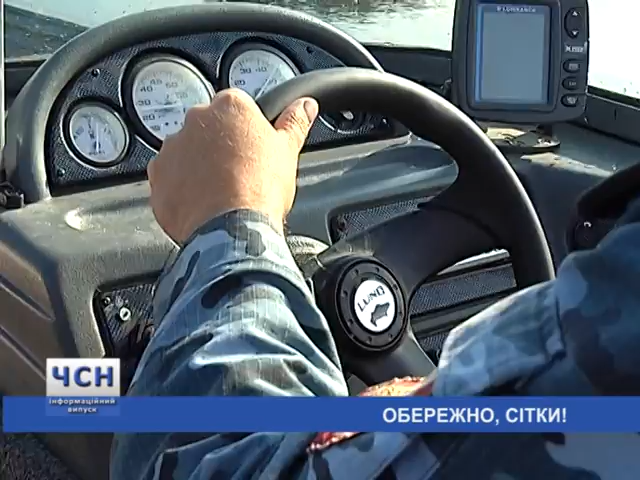 LOWRANCE
LUND
ЧСН
інформаційний
випуск
ОБЕРЕЖНО, СІТКИ!